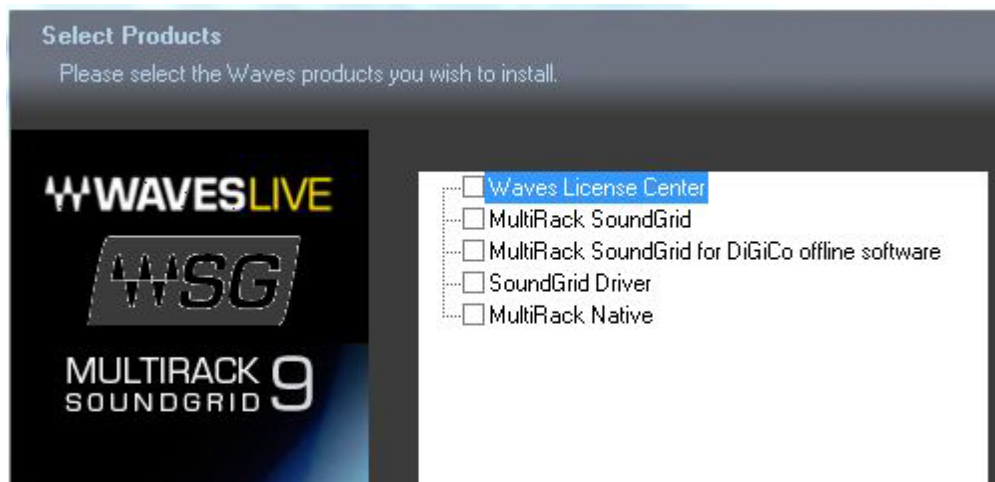 Select Products
Please select the Waves products you wish to install.
WAVESLIVE
SG
MULTIRACK
SOUNDGRID 9
Waves License Center
MultiRack SoundGrid
MultiRack SoundGrid for DiGiCo offline software
SoundGrid Driver
MultiRack Native